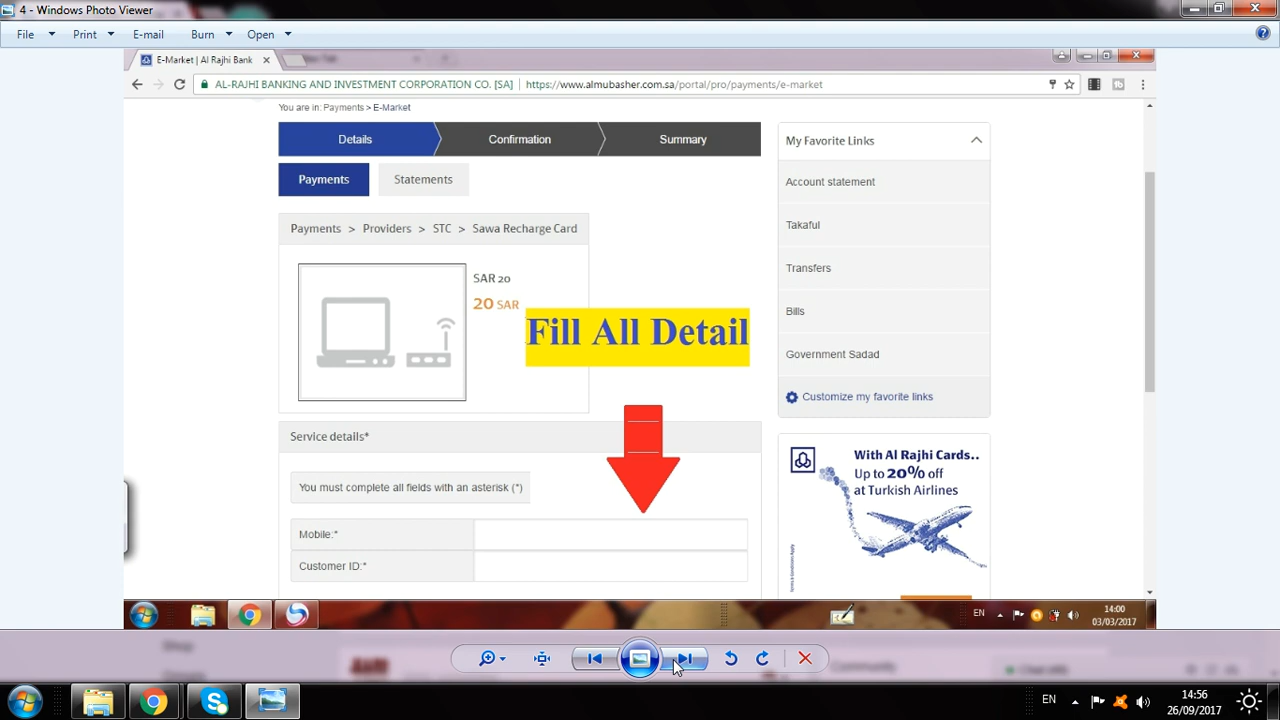 4 - Windows Photo Viewer
File Print E-mail Burn Open
E-Market | Al Rajhi Bank
AL-RAJHI BANKING AND INVESTMENT CORPORATION CO. [SA] https://www.almubasher.com.sa/portal/pro/payments/e-market
You are in: Payments > E-Market
Details Confirmation Summary
Payments Statements
Payments > Providers > STC > Sawa Recharge Card
SAR 20
20 SAR
Fill All Detail
Service details*
You must complete all fields with an asterisk (*)
Mobile:*
Customer ID:*
My Favorite Links
Account statement
Takaful
Transfers
Bills
Government Sadad
Customize my favorite links
With Al Rajhi Cards..
Up to 20% off
at Turkish Airlines
EN
14:00
03/03/2017
EN
14:56
26/09/2017